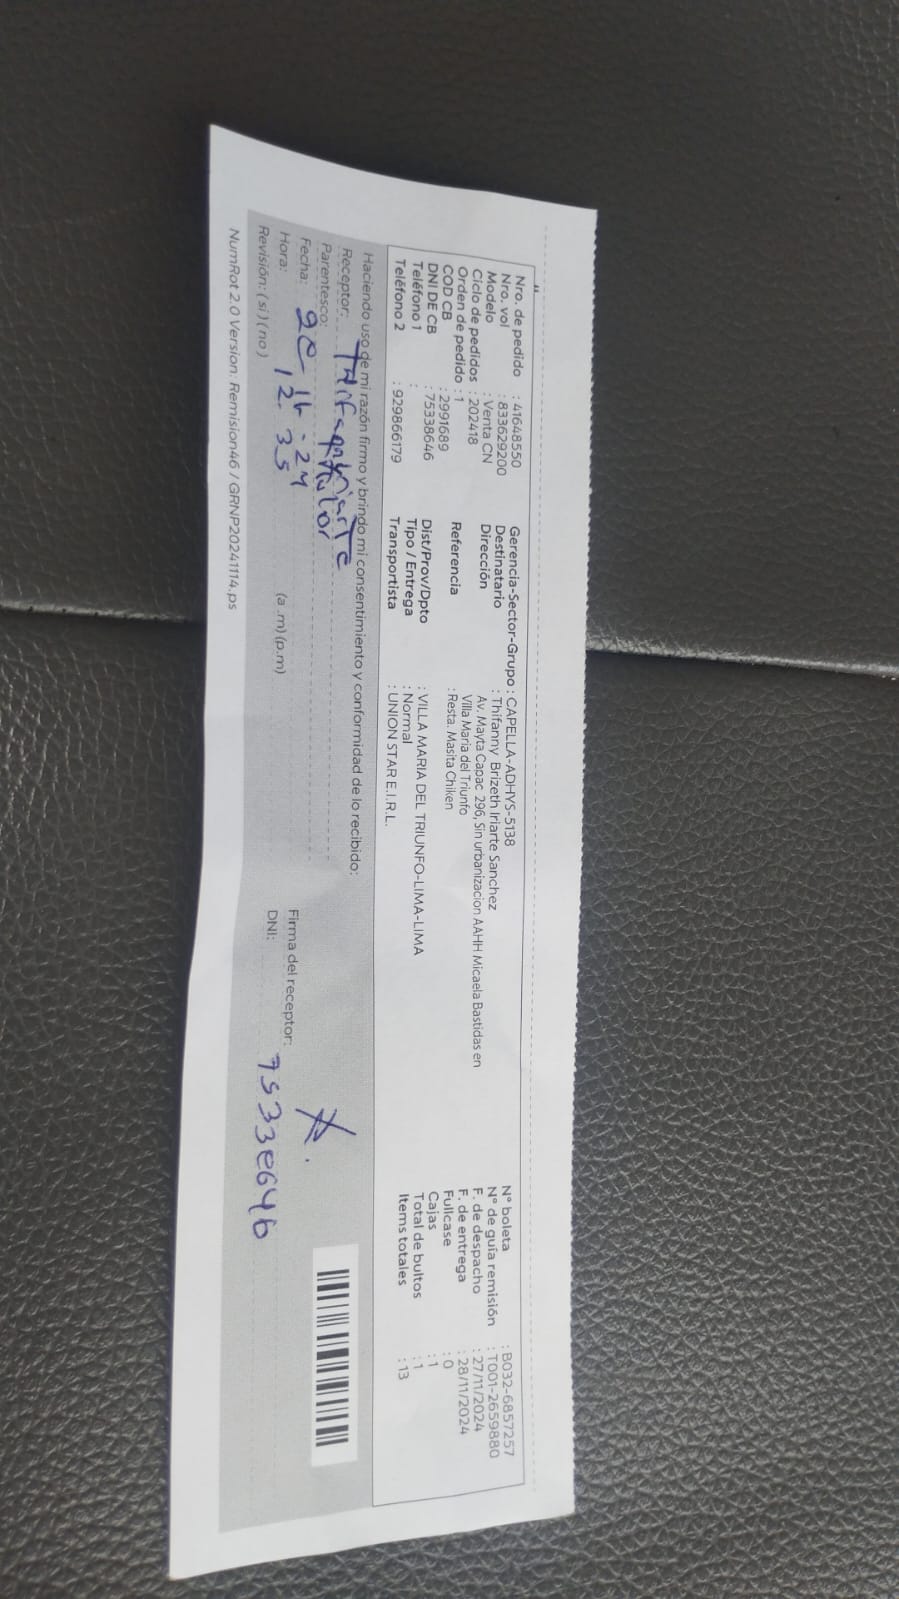 Nro. de pedido : 41648550
Nro. vol : 833629200
Modelo : Venta CN
Ciclo de pedidos : 202418
Orden de pedido : 1
COD CB : 2991689
DNI DE CB : 75338646
Teléfono 1 :
Teléfono 2 : 929866179
Gerencia-Sector-Grupo : CAPELLA-ADHYS-5138
Destinatario : Thifanny Brizeth Iriarte Sanchez
Dirección Av. Mayta Capac 296, Sin urbanizacion AAHH Micaela Bastidas en
Villa Maria del Triunfo
Referencia : Resta. Masita Chiken
Dist/Prov/Dpto : VILLA MARIA DEL TRIUNFO-LIMA-LIMA
Tipo / Entrega : Normal
Transportista : UNION STAR E.I.R.L.
N° boleta : B032-6857257
N° de guía remisión : T001-2659880
F. de despacho : 27/11/2024
F. de entrega : 28/11/2024
Fullcase : 0
Cajas : 1
Total de bultos : 1
Items totales : 13
Haciendo uso de mi razón firmo y brindo mi consentimiento y conformidad de lo recibido:
Receptor:
Parentesco:
Fecha:
Hora: 12.35 (a.m) (p.m)
Revisión: (si) (no)
Firma del receptor:
DNI:
NumRot 2.0 Version: Remision46 / GRNP20241114.ps